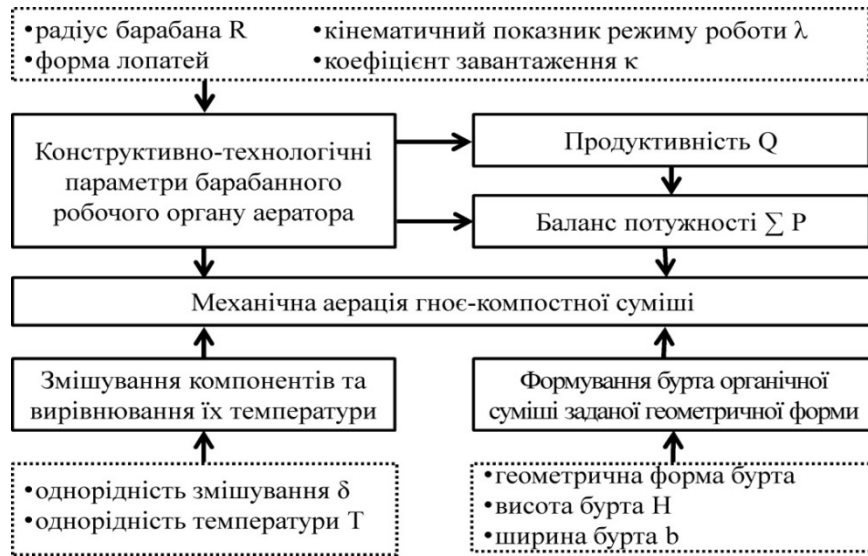 •радіус барабана R
•форма лопатей
•кінематичний показник режиму роботи λ
•коефіцієнт завантаження κ
Конструктивно-технологічні
параметри барабанного
робочого органу аератора
Продуктивність Q
Баланс потужності ∑ P
Механічна аерація гноє-компостної суміші
Змішування компонентів та
вирівнювання їх температури
Формування бурта органічної
суміші заданої геометричної форми
•однорідність змішування δ
•однорідність температури T
•геометрична форма бурта
•висота бурта H
•ширина бурта b